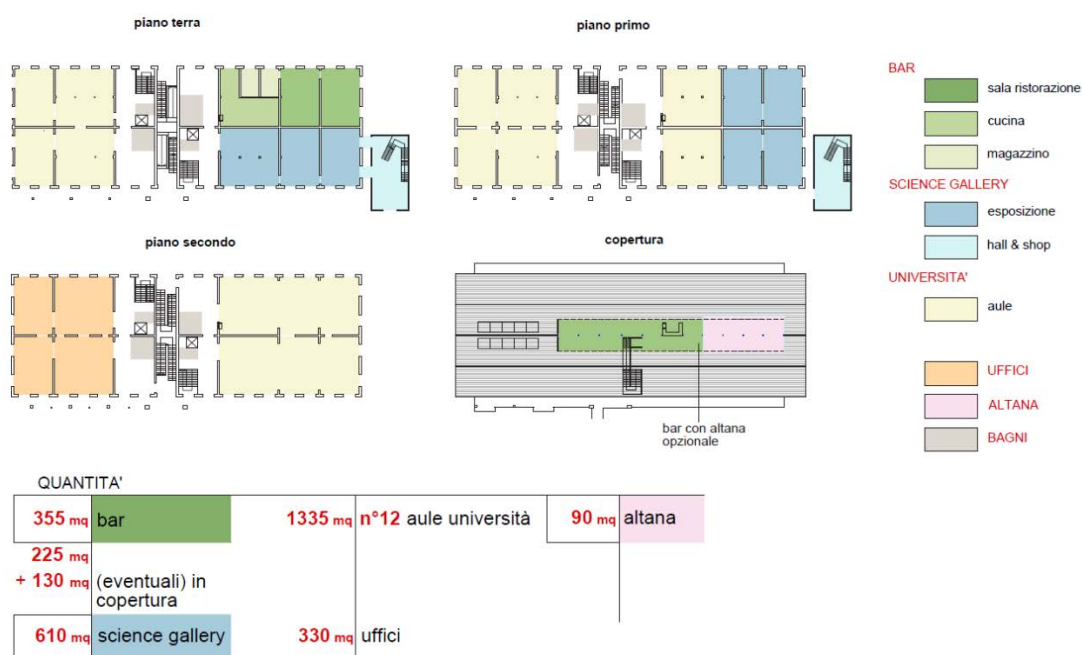 piano terra
piano primo
BAR
sala ristorazione
cucina
magazzino
SCIENCE GALLERY
esposizione
hall & shop
UNIVERSITA'
aule
UFFICI
ALTANA
BAGNI
piano secondo
copertura
bar con altana
opzionale
QUANTITA'
355 mq bar
1335 mq n°12 aule università
90 mq altana
225 mq
+ 130 mq (eventuali) in
copertura
610 mq science gallery
330 mq uffici